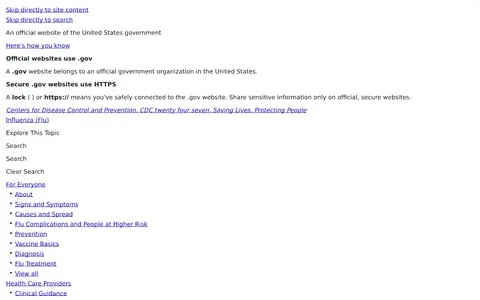 Skip directly to site content
Skip directly to search
An official website of the United States government
Here's how you know
Official websites use .gov
A .gov website belongs to an official government organization in the United States.
Secure .gov websites use HTTPS
A lock ( ) or https:// means you've safely connected to the .gov website. Share sensitive information only on official, secure websites.
Centers for Disease Control and Prevention. CDC twenty four seven. Saving Lives, Protecting People
Influenza (Flu)
Explore This Topic
Search
Search
Clear Search
For Everyone
• About
• Signs and Symptoms
• Causes and Spread
• Flu Complications and People at Higher Risk
• Prevention
• Vaccine Basics
• Diagnosis
• Flu Treatment
• View all
Health Care Providers
• Clinical Guidance